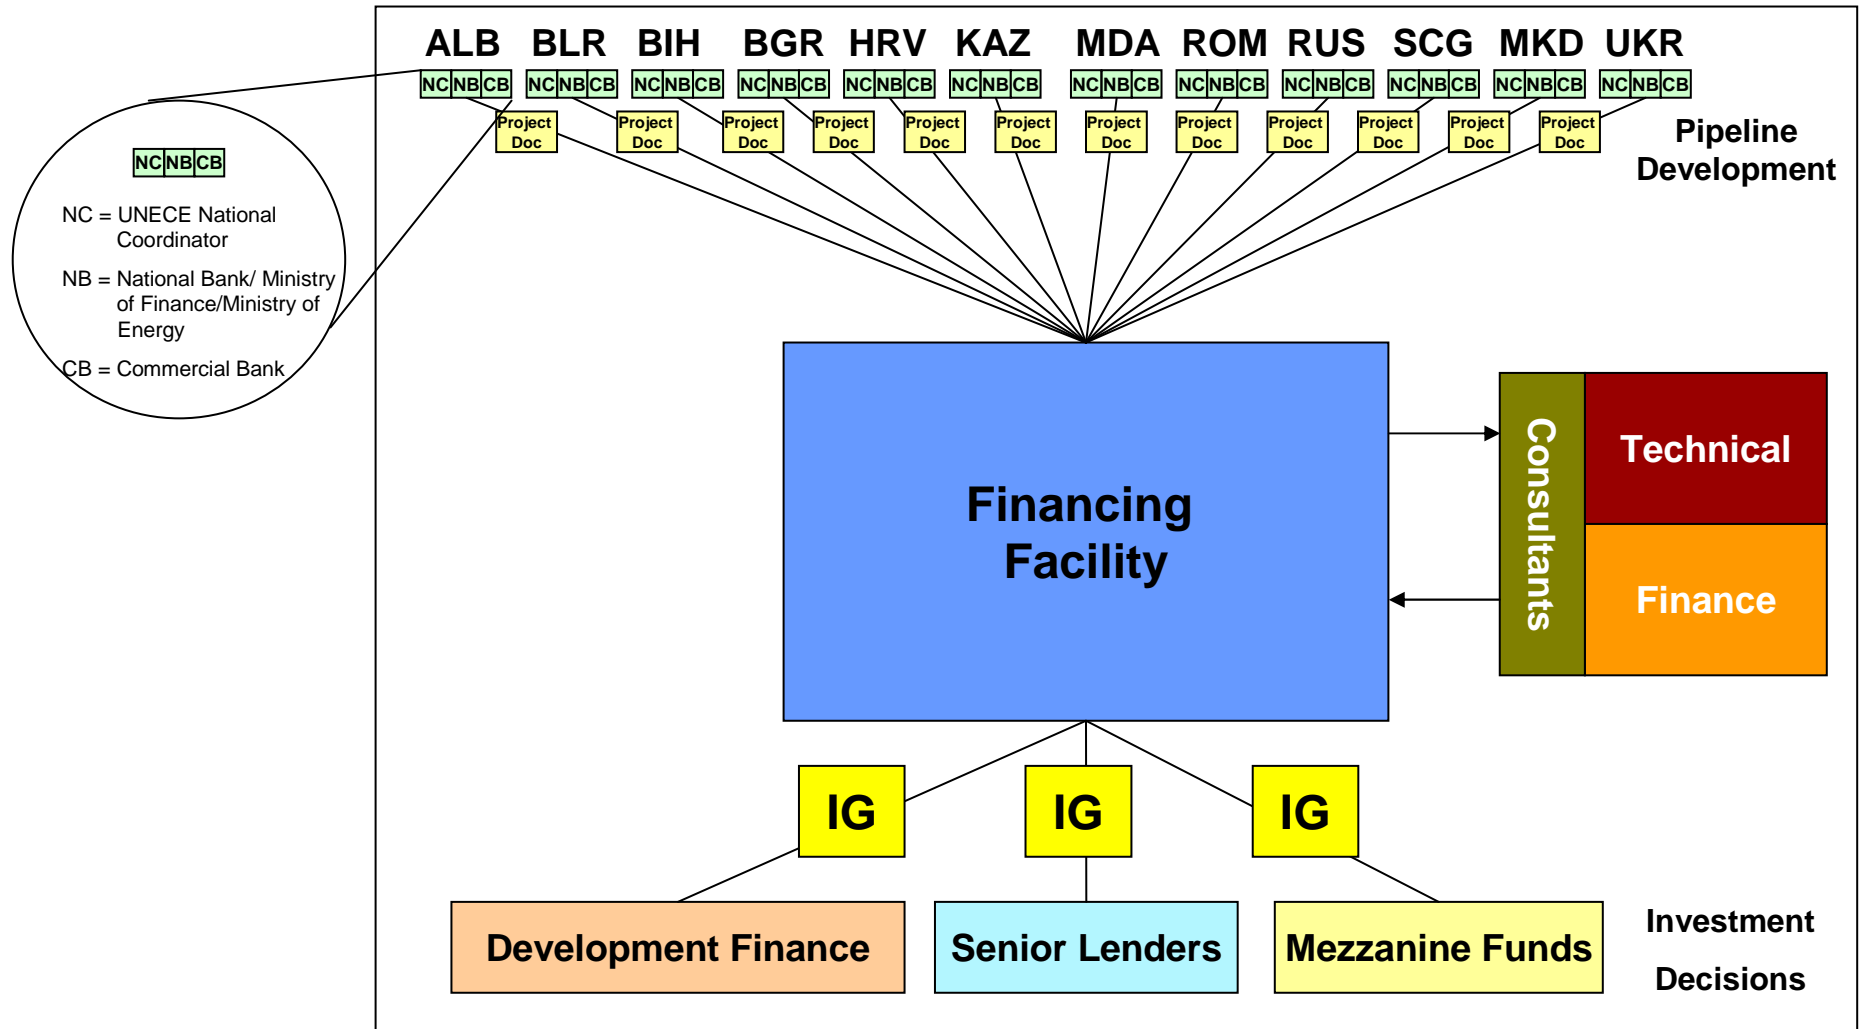 ALB BLR BIH BGR HRV KAZ MDA ROM RUS SCG MKD UKR
NC NB CB NC NB CB NC NB CB NC NB CB NC NB CB NC NB CB NC NB CB NC NB CB NC NB CB NC NB CB NC NB CB NC NB CB
Project Project Project Project Project Project Project Project Project Project Project Project
Doc Doc Doc Doc Doc Doc Doc Doc Doc Doc Doc Doc
Pipeline
Development
NC NB CB
NC = UNECE National
Coordinator
NB = National Bank/ Ministry
of Finance/Ministry of
Energy
CB = Commercial Bank
Financing
Facility
Consultants
Technical
Finance
IG IG IG
Development Finance
Senior Lenders
Mezzanine Funds
Investment
Decisions